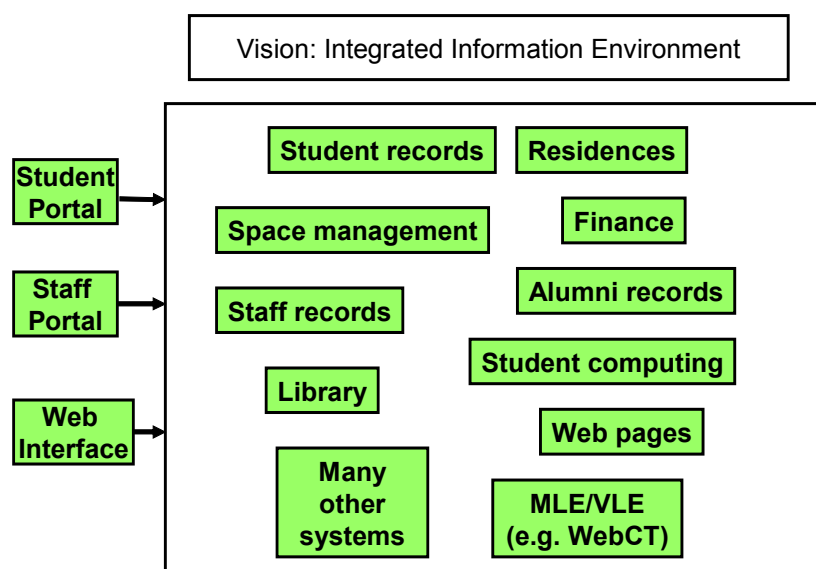 Vision: Integrated Information Environment
Student records
Residences
Student
Portal
Space management
Finance
Staff
Portal
Staff records
Alumni records
Student computing
Library
Web
Interface
Web pages
Many
other
systems
MLE/VLE
(e.g. WebCT)